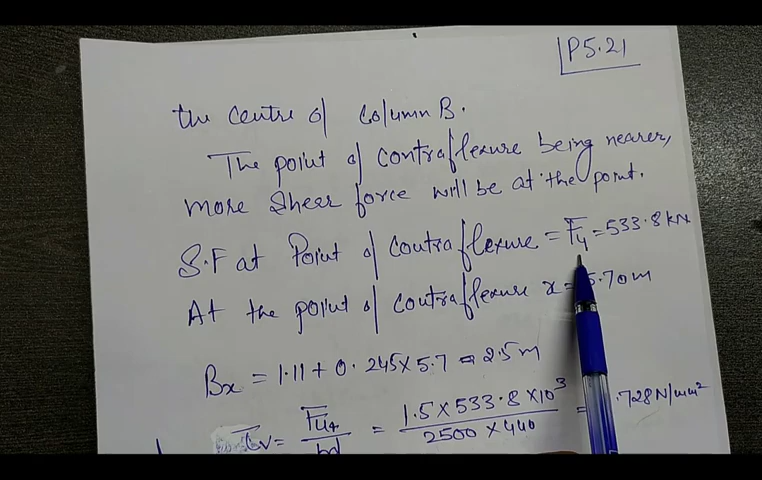 P5.21
the centre of column B.
The point of contraflexure being nearer,
more shear force will be at the point.
S.F at Point of Contraflexure = F4 = 533.8 kN
At the point of contraflexure x = 5.70m
Bx = 1.11 + 0.245 × 5.7 = 2.5m
τv = Fu4 / bd = 1.5 × 533.8 × 10³ / 2500 × 440 = .728 N/mm²